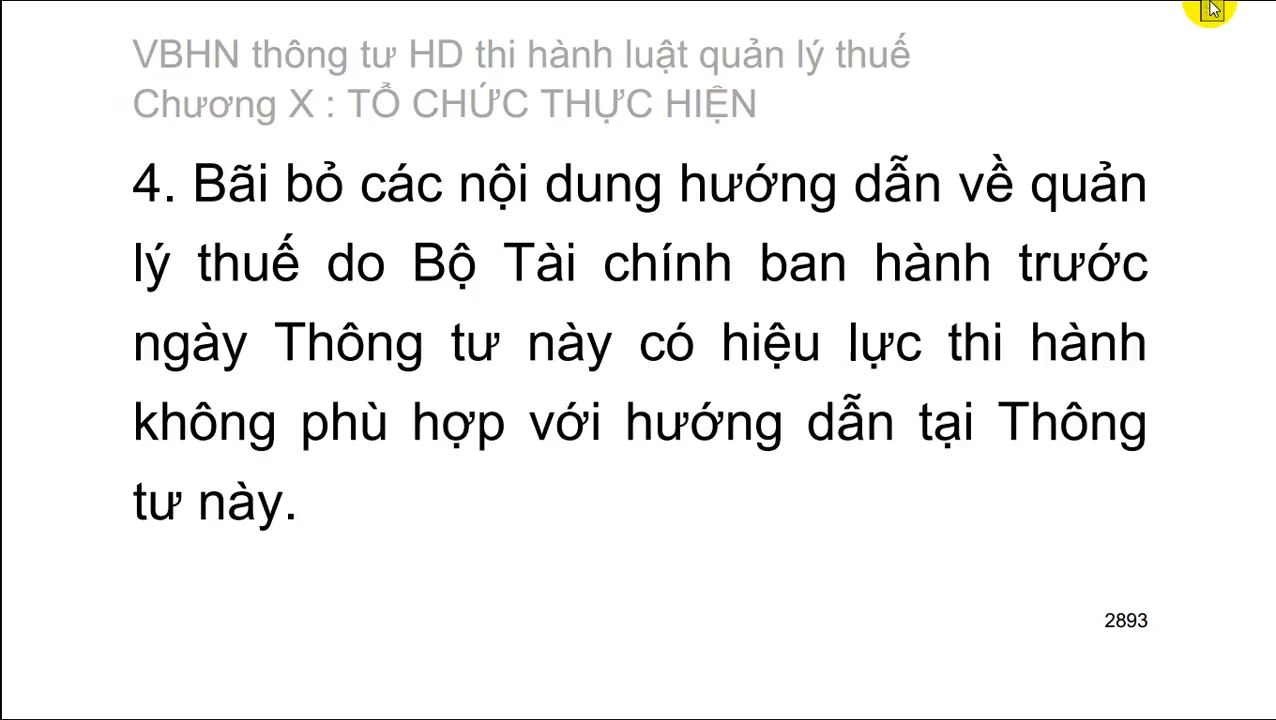 VBHN thông tư HD thi hành luật quản lý thuế
Chương X : TỔ CHỨC THỰC HIỆN
4. Bãi bỏ các nội dung hướng dẫn về quản
lý thuế do Bộ Tài chính ban hành trước
ngày Thông tư này có hiệu lực thi hành
không phù hợp với hướng dẫn tại Thông
tư này.
2893